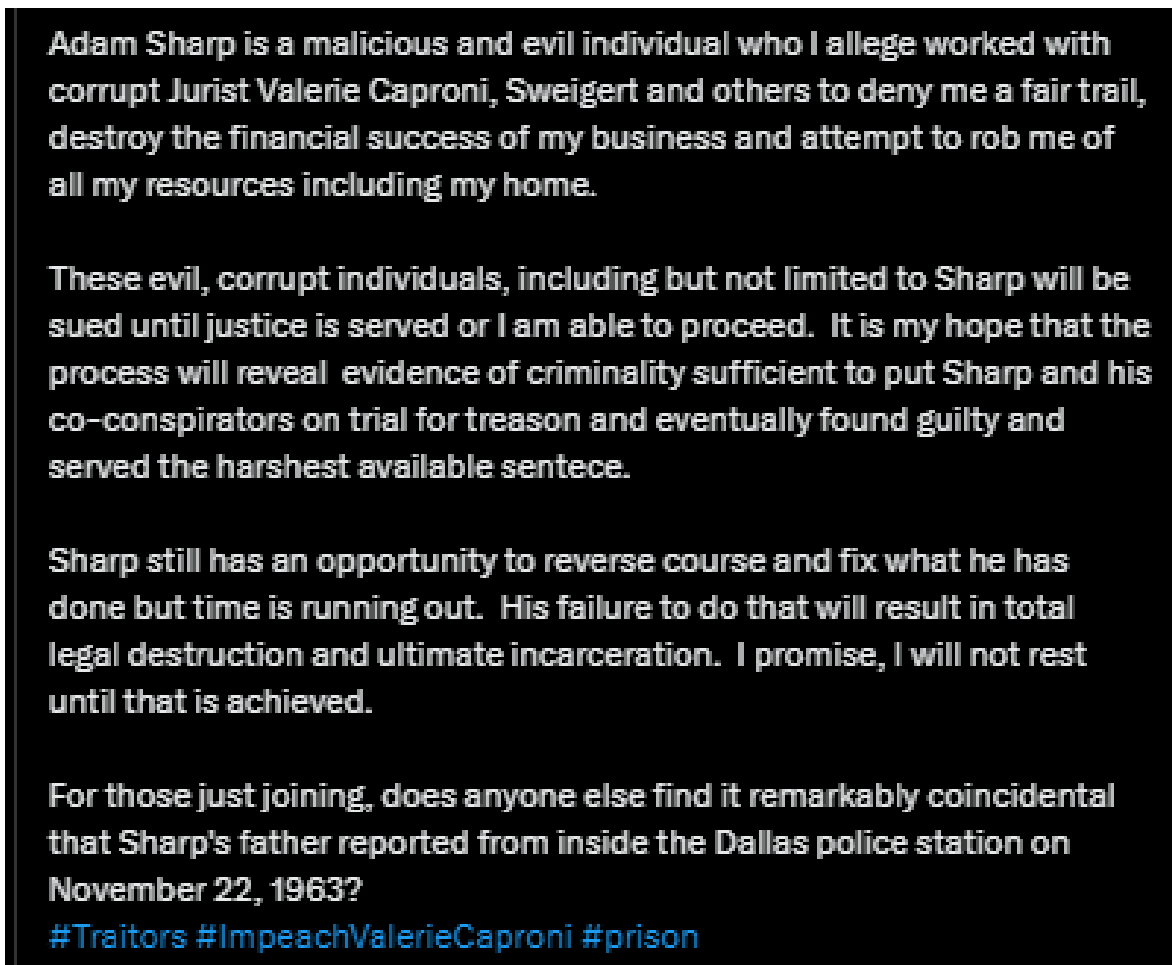 Adam Sharp is a malicious and evil individual who I allege worked with
corrupt Jurist Valerie Caproni, Sweigert and others to deny me a fair trail,
destroy the financial success of my business and attempt to rob me of
all my resources including my home.
These evil, corrupt individuals, including but not limited to Sharp will be
sued until justice is served or I am able to proceed.  It is my hope that the
process will reveal  evidence of criminality sufficient to put Sharp and his
co-conspirators on trial for treason and eventually found guilty and
served the harshest available sentece.
Sharp still has an opportunity to reverse course and fix what he has
done but time is running out.  His failure to do that will result in total
legal destruction and ultimate incarceration.  I promise, I will not rest
until that is achieved.
For those just joining, does anyone else find it remarkably coincidental
that Sharp's father reported from inside the Dallas police station on
November 22, 1963?
#Traitors #ImpeachValerieCaproni #prison